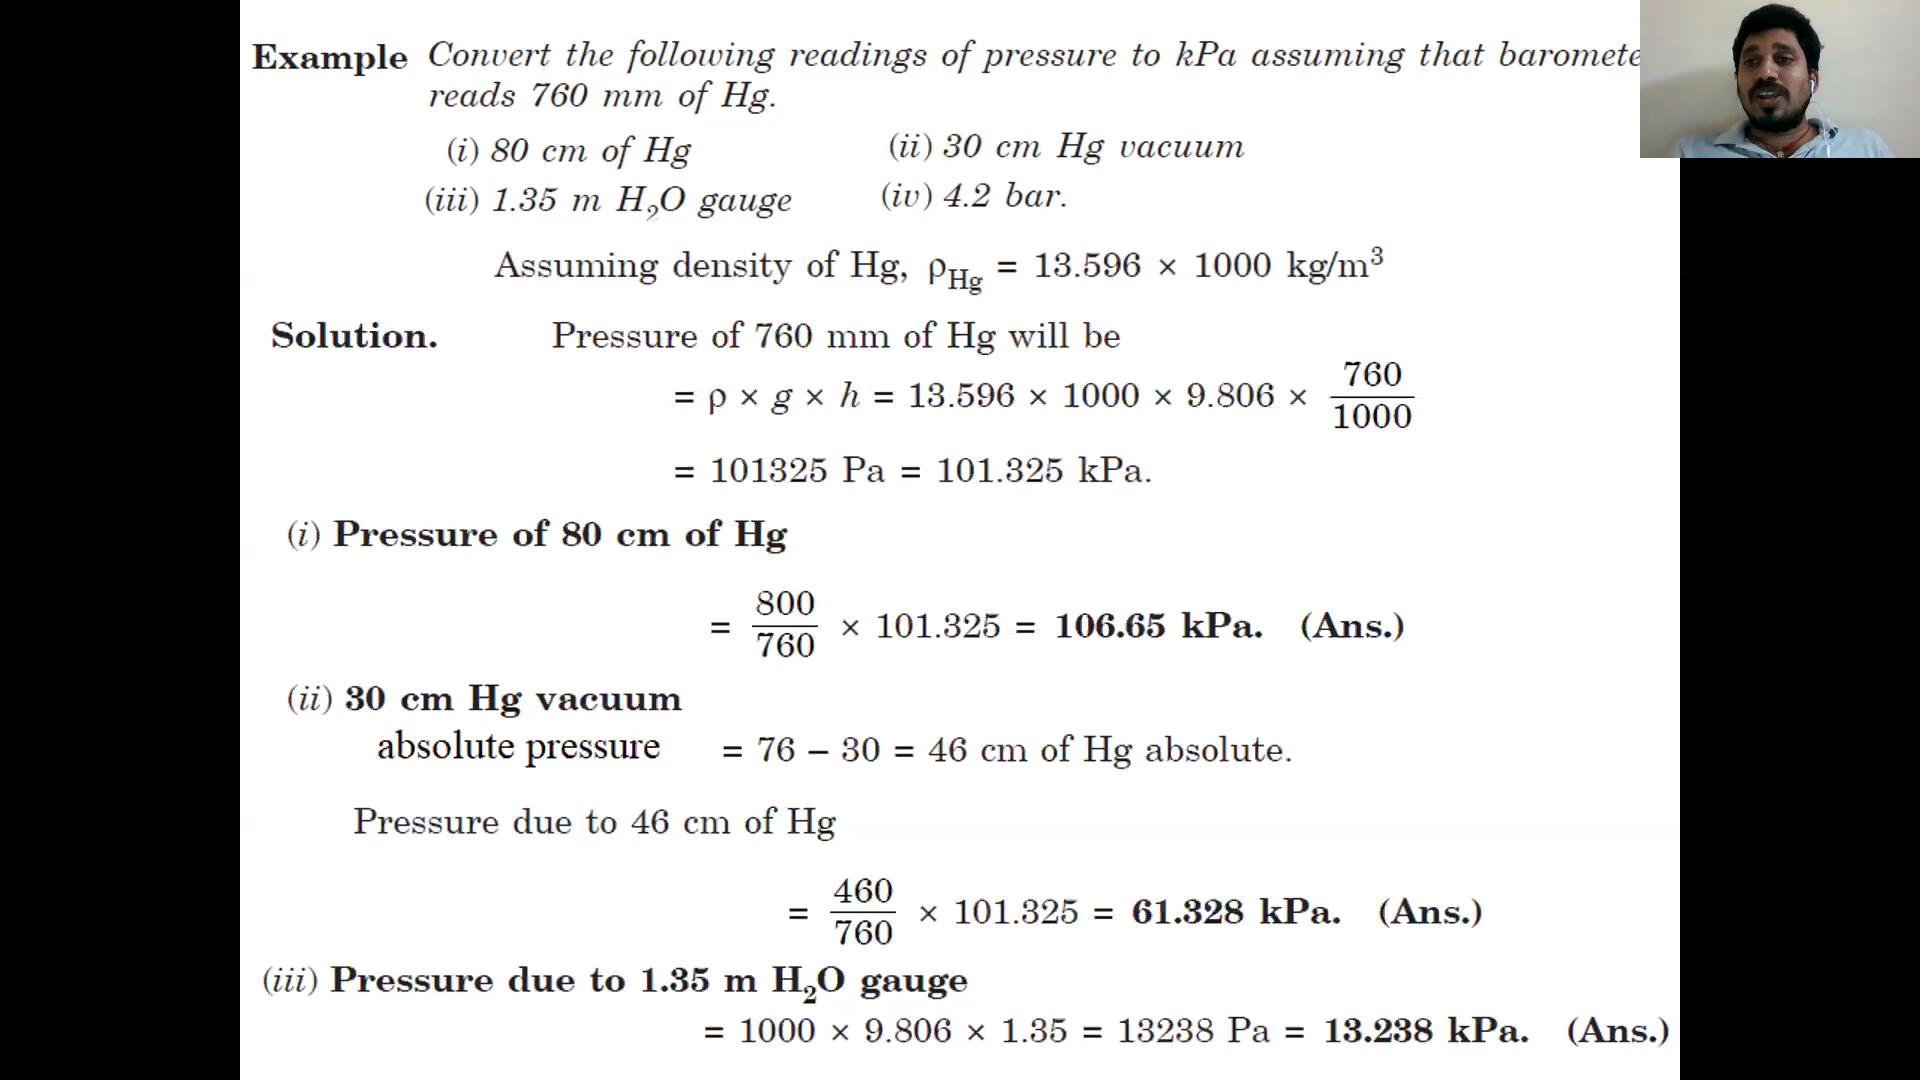 Example Convert the following readings of pressure to kPa assuming that baromete
reads 760 mm of Hg.
(i) 80 cm of Hg (ii) 30 cm Hg vacuum
(iii) 1.35 m H₂O gauge (iv) 4.2 bar.
Assuming density of Hg, ρHg = 13.596 × 1000 kg/m³
Solution. Pressure of 760 mm of Hg will be
= ρ × g × h = 13.596 × 1000 × 9.806 × 760/1000
= 101325 Pa = 101.325 kPa.
(i) Pressure of 80 cm of Hg
= 800/760 × 101.325 = 106.65 kPa. (Ans.)
(ii) 30 cm Hg vacuum
absolute pressure = 76 – 30 = 46 cm of Hg absolute.
Pressure due to 46 cm of Hg
= 460/760 × 101.325 = 61.328 kPa. (Ans.)
(iii) Pressure due to 1.35 m H₂O gauge
= 1000 × 9.806 × 1.35 = 13238 Pa = 13.238 kPa. (Ans.)